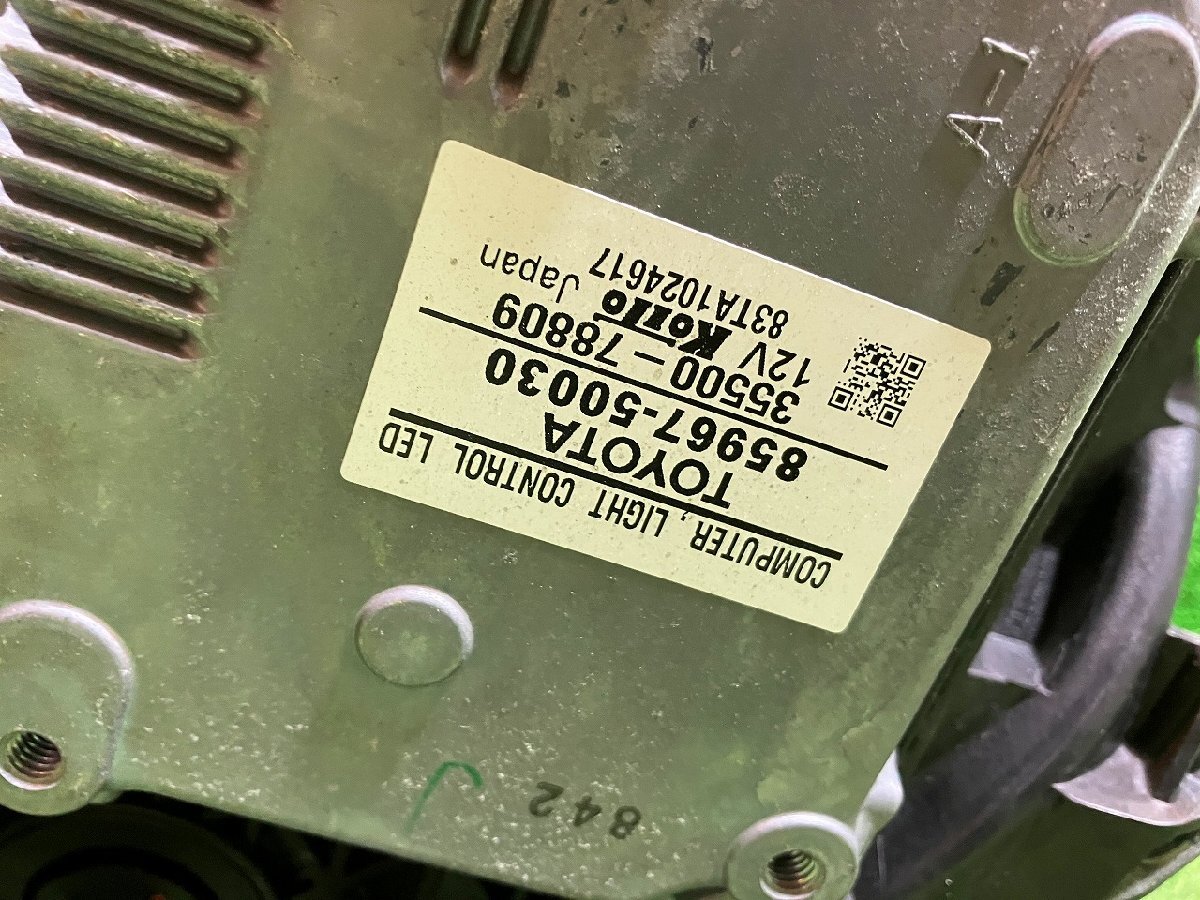 COMPUTER, LIGHT CONTROL LED
TOYOTA
85967-50030
35500-78809
12V KOITO Japan
83TA1024617
842